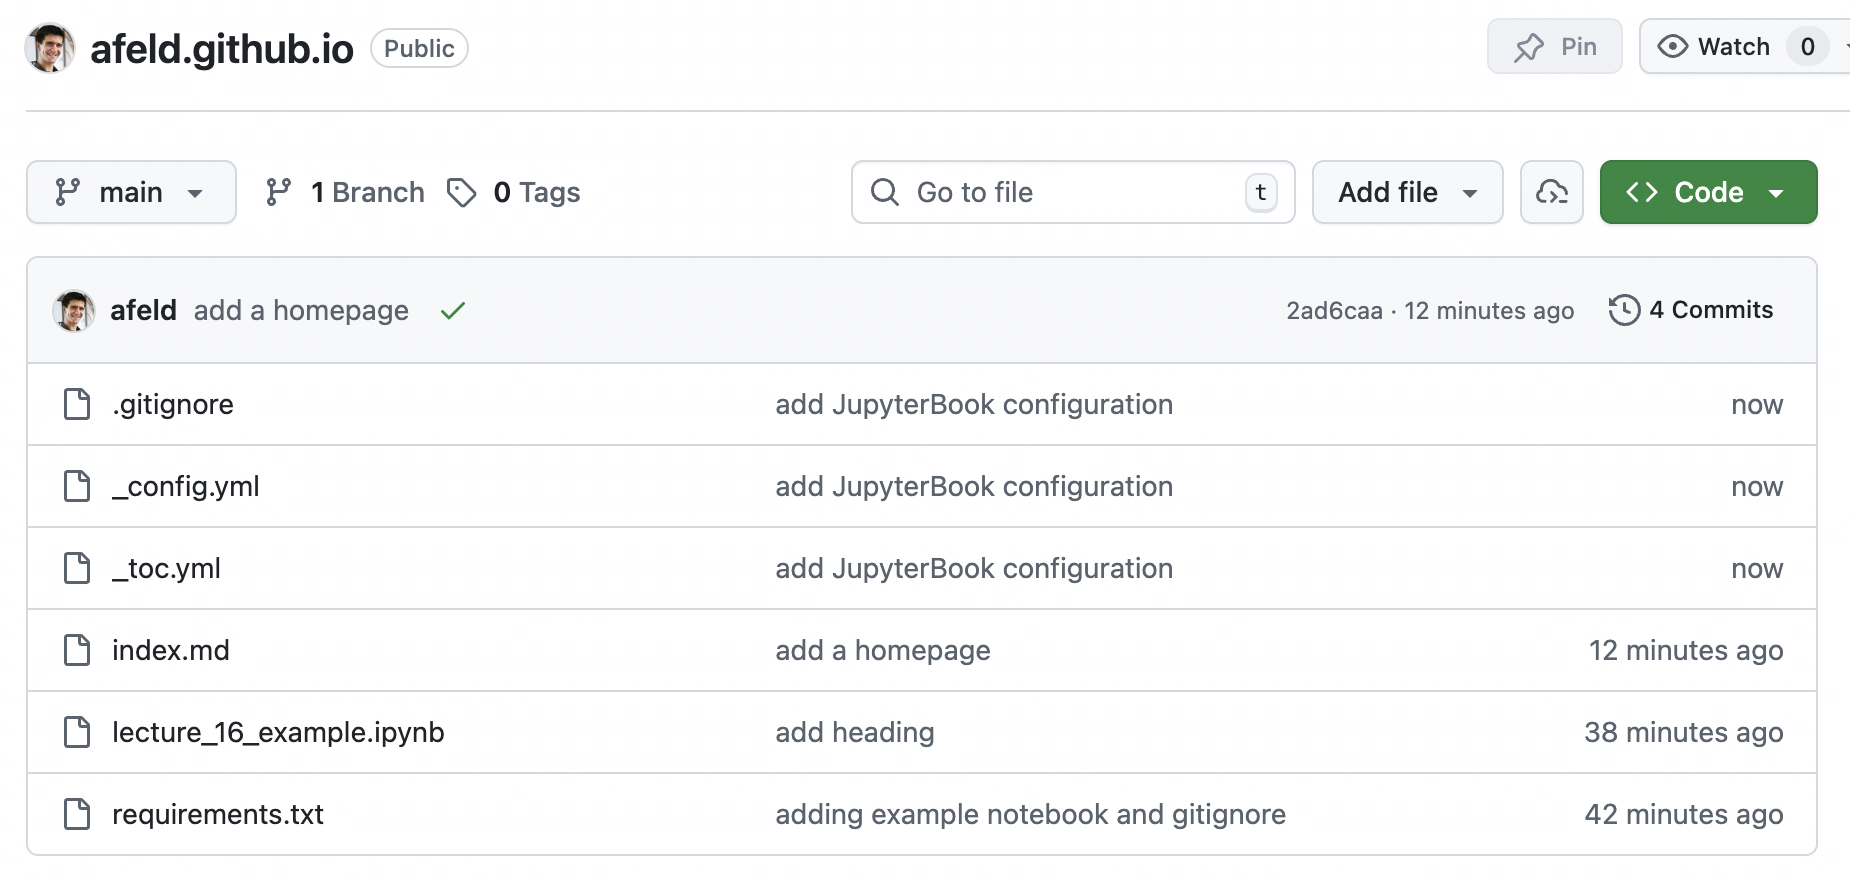 afeld.github.io Public Pin Watch 0
main 1 Branch 0 Tags Go to file t Add file Code
afeld add a homepage 2ad6caa · 12 minutes ago 4 Commits
.gitignore add JupyterBook configuration now
_config.yml add JupyterBook configuration now
_toc.yml add JupyterBook configuration now
index.md add a homepage 12 minutes ago
lecture_16_example.ipynb add heading 38 minutes ago
requirements.txt adding example notebook and gitignore 42 minutes ago